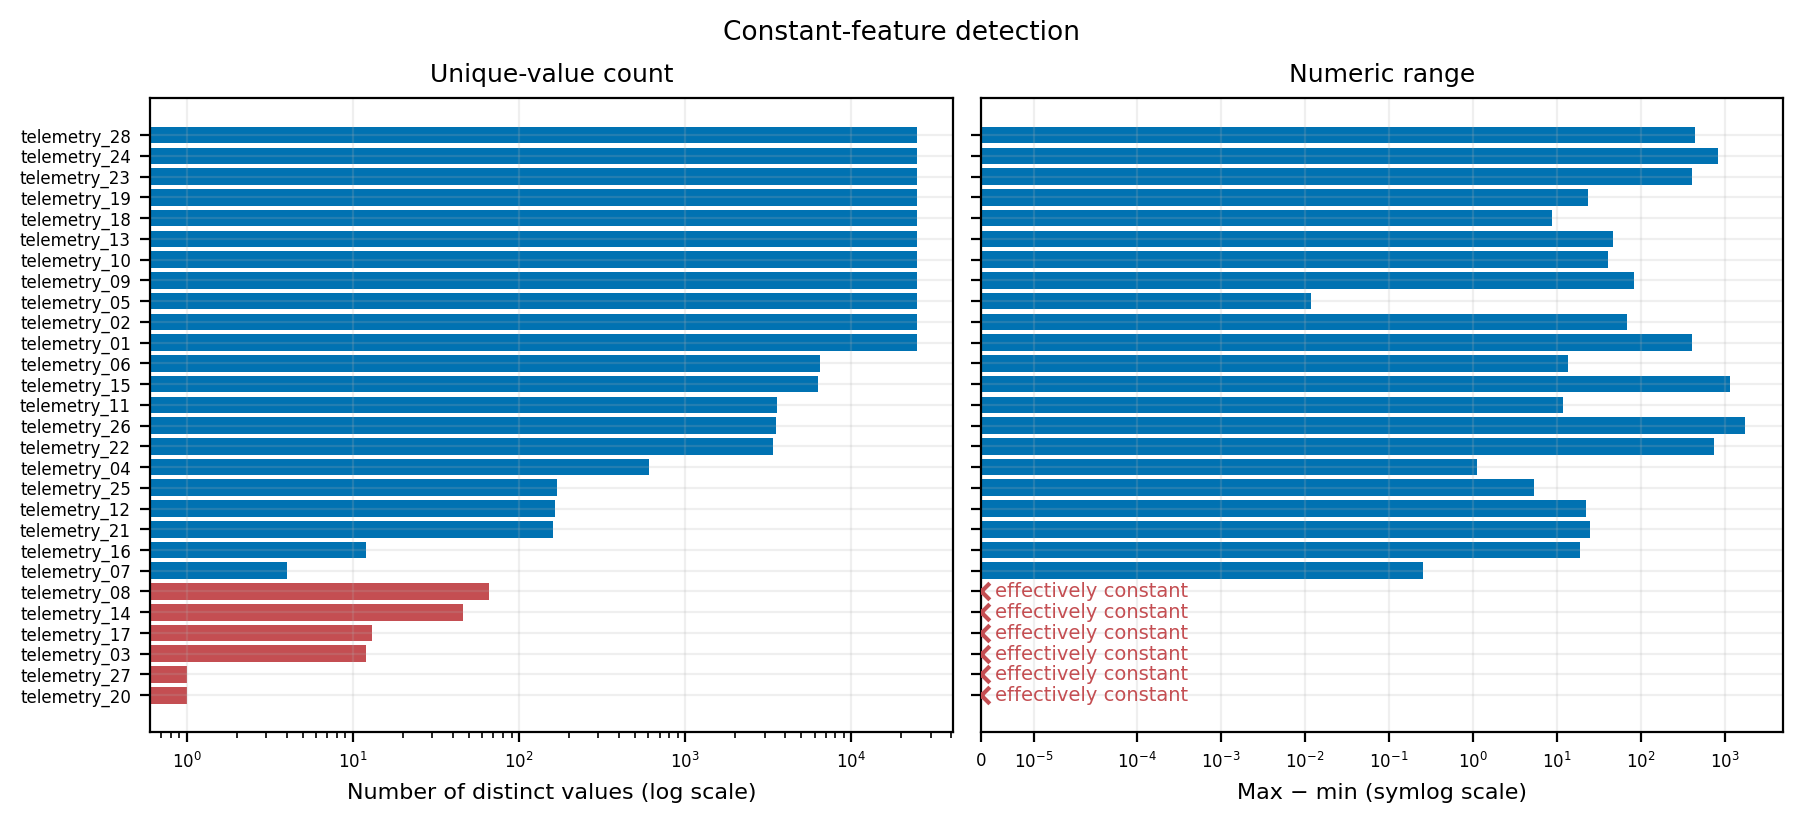 Constant-feature detection
Unique-value count
Numeric range
telemetry_28
telemetry_24
telemetry_23
telemetry_19
telemetry_18
telemetry_13
telemetry_10
telemetry_09
telemetry_05
telemetry_02
telemetry_01
telemetry_06
telemetry_15
telemetry_11
telemetry_26
telemetry_22
telemetry_04
telemetry_25
telemetry_12
telemetry_21
telemetry_16
telemetry_07
telemetry_08
telemetry_14
telemetry_17
telemetry_03
telemetry_27
telemetry_20
effectively constant
effectively constant
effectively constant
effectively constant
effectively constant
effectively constant
10⁰ 10¹ 10² 10³ 10⁴
0 10⁻⁵ 10⁻⁴ 10⁻³ 10⁻² 10⁻¹ 10⁰ 10¹ 10² 10³
Number of distinct values (log scale)
Max − min (symlog scale)